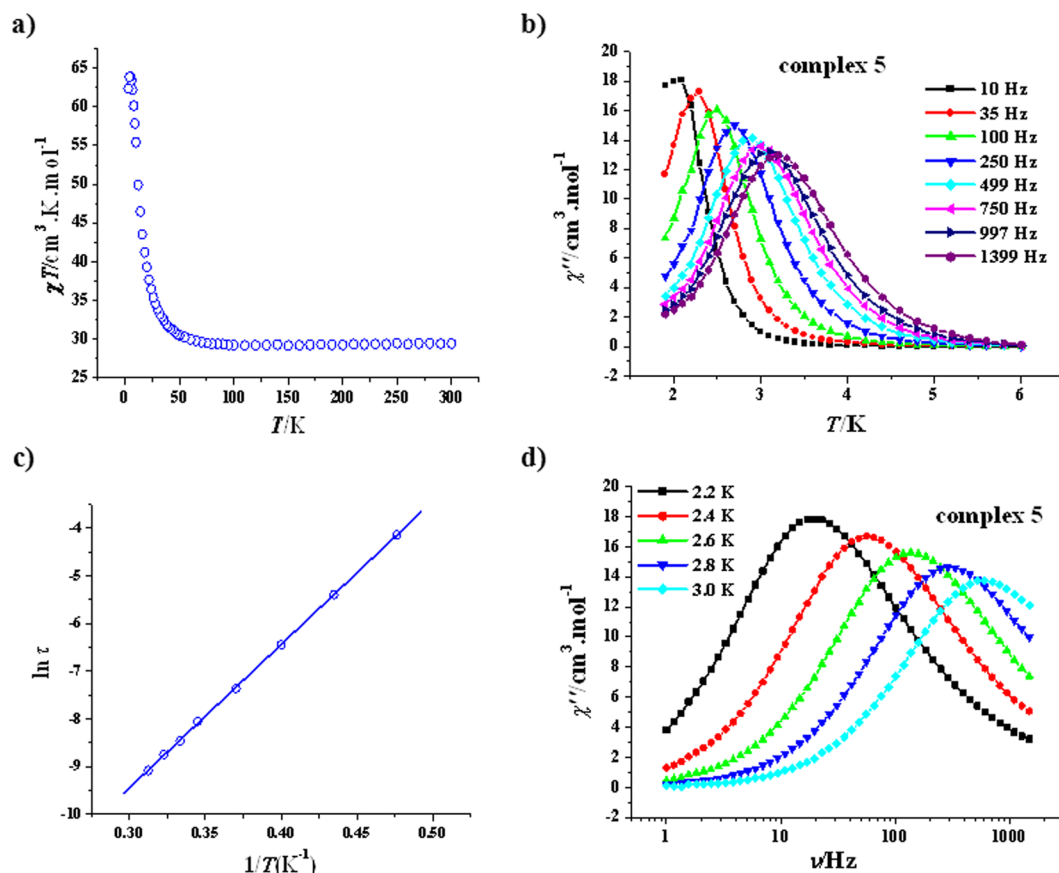 a)
65
60
55
50
45
40
35
30
25
χT/cm³.K.mol⁻¹
0 50 100 150 200 250 300
T/K
b)
complex 5
20
18
16
14
12
10
8
6
4
2
0
-2
χ''/cm³.mol⁻¹
10 Hz
35 Hz
100 Hz
250 Hz
499 Hz
750 Hz
997 Hz
1399 Hz
2 3 4 5 6
T/K
c)
-4
-5
-6
-7
-8
-9
-10
ln τ
0.30 0.35 0.40 0.45 0.50
1/T(K⁻¹)
d)
20
18
16
14
12
10
8
6
4
2
0
-2
χ''/cm³.mol⁻¹
2.2 K
2.4 K
2.6 K
2.8 K
3.0 K
complex 5
1 10 100 1000
ν/Hz